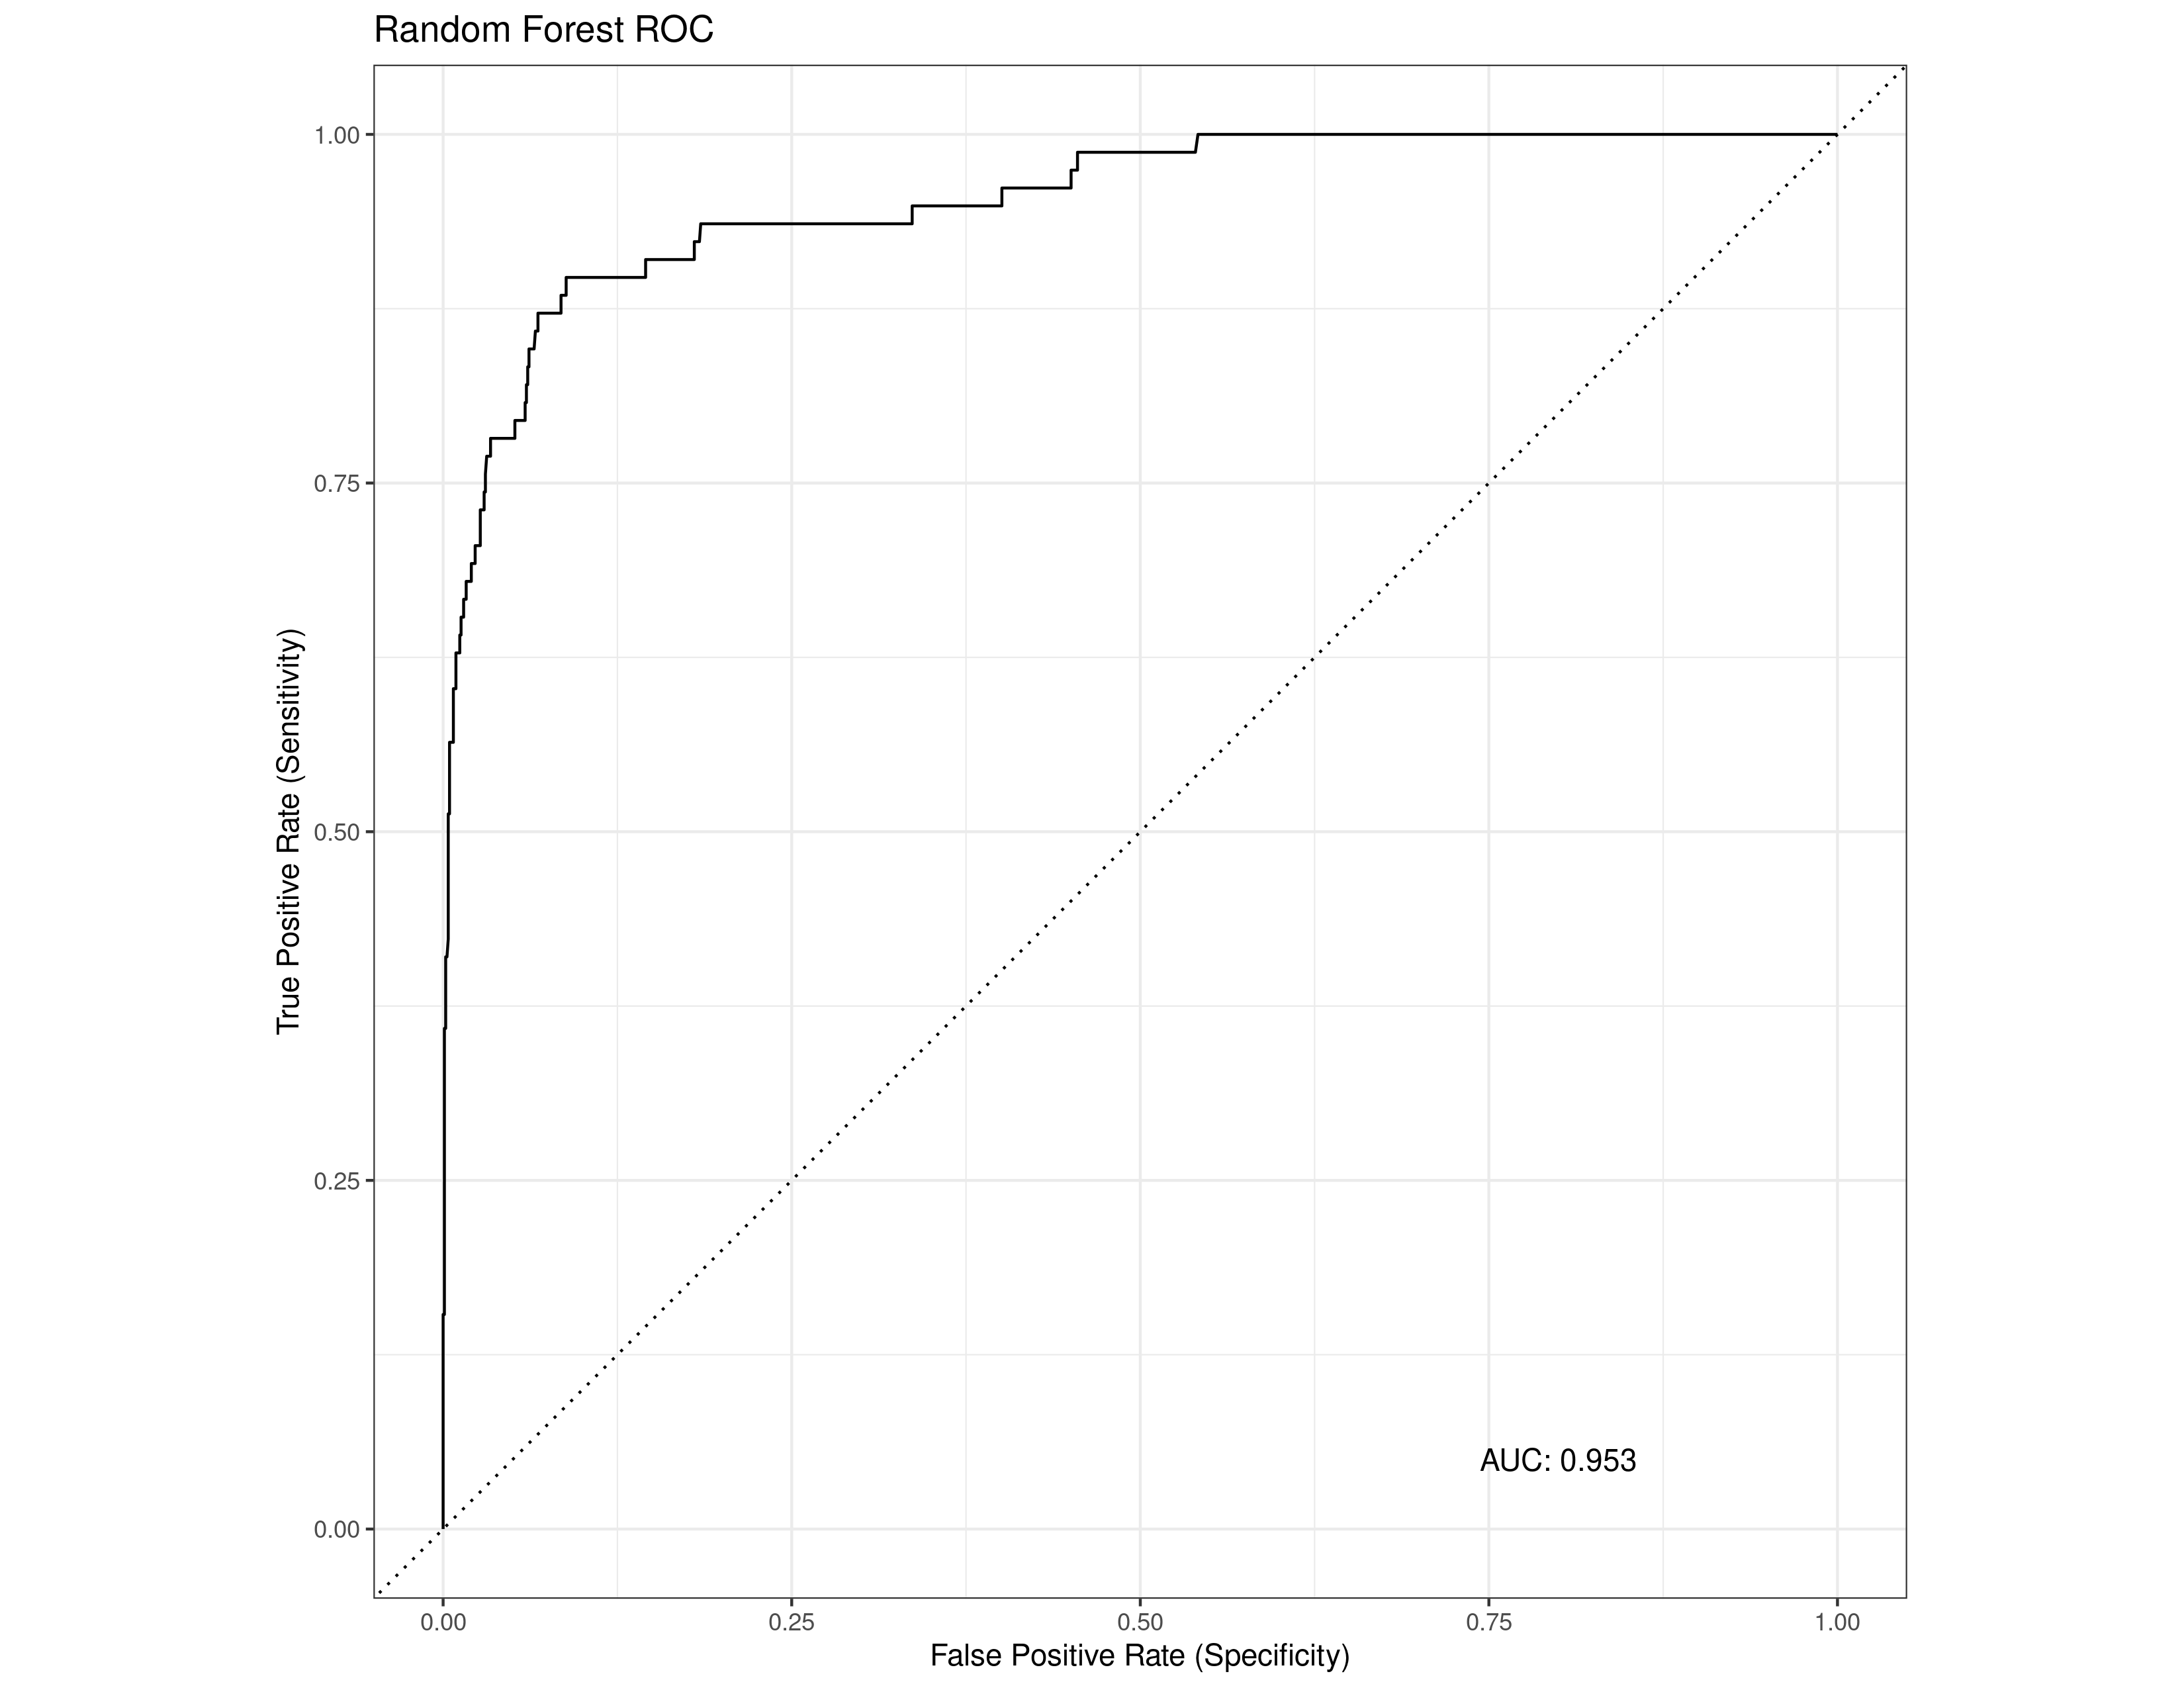 Random Forest ROC
1.00
0.75
0.50
0.25
0.00
True Positive Rate (Sensitivity)
AUC: 0.953
0.00 0.25 0.50 0.75 1.00
False Positive Rate (Specificity)